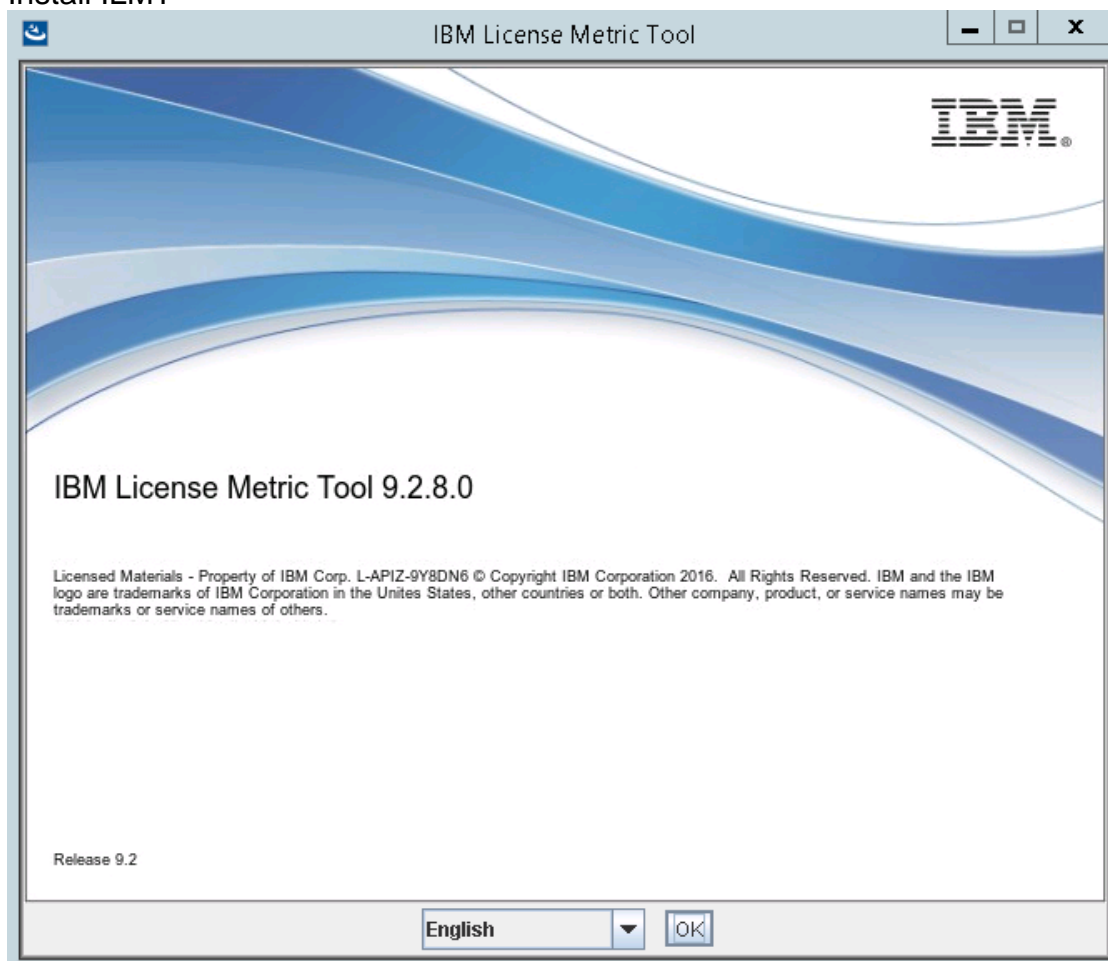 Install ILMT
IBM License Metric Tool
IBM®
IBM License Metric Tool 9.2.8.0
Licensed Materials - Property of IBM Corp. L-APIZ-9Y8DN6 © Copyright IBM Corporation 2016. All Rights Reserved. IBM and the IBM
logo are trademarks of IBM Corporation in the Unites States, other countries or both. Other company, product, or service names may be
trademarks or service names of others.
Release 9.2
English
OK